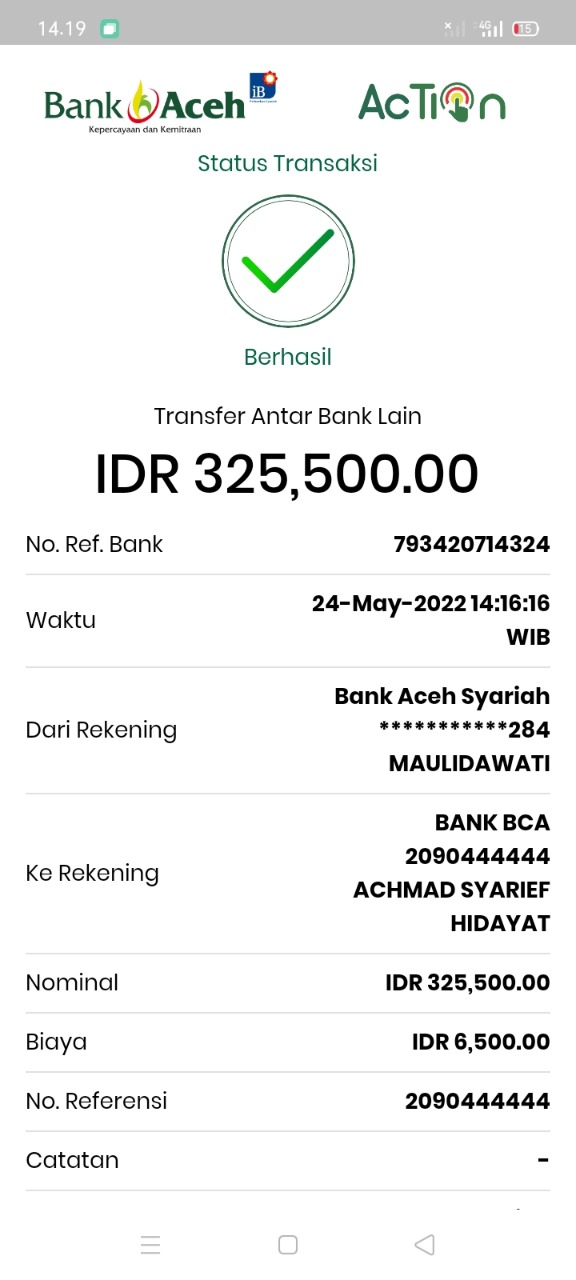 14.19
4G
15
Bank Aceh
iB
Kepercayaan dan Kemitraan
AcTiOn
Status Transaksi
Berhasil
Transfer Antar Bank Lain
IDR 325,500.00
No. Ref. Bank 793420714324
Waktu 24-May-2022 14:16:16
WIB
Dari Rekening Bank Aceh Syariah
***********284
MAULIDAWATI
Ke Rekening BANK BCA
2090444444
ACHMAD SYARIEF
HIDAYAT
Nominal IDR 325,500.00
Biaya IDR 6,500.00
No. Referensi 2090444444
Catatan -